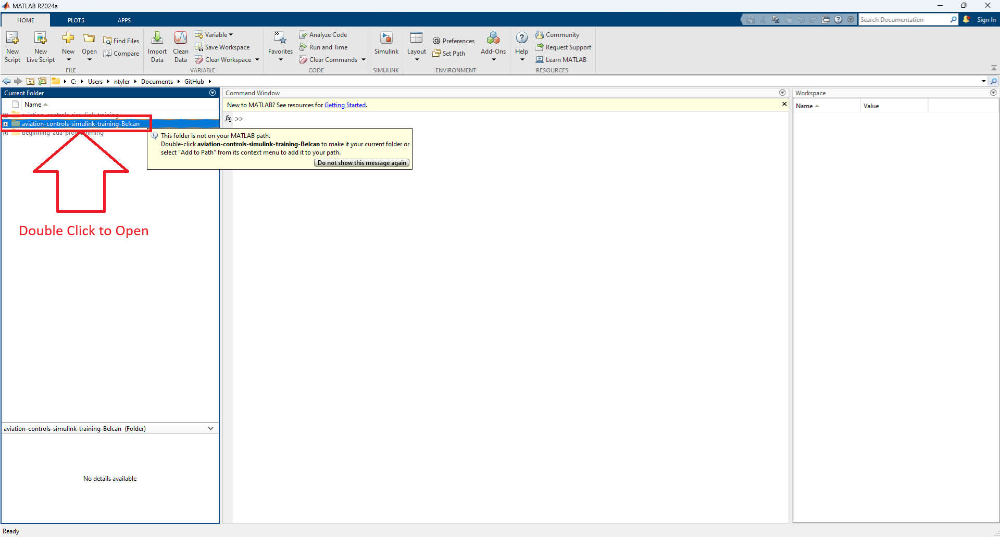 MATLAB R2024a
HOME PLOTS APPS
Search Documentation
Sign In
New Script
New Live Script
New
Open
Find Files
Compare
FILE
Import Data
Clean Data
Variable
Save Workspace
Clear Workspace
VARIABLE
Favorites
Analyze Code
Run and Time
Clear Commands
CODE
Simulink
SIMULINK
Layout
Preferences
Set Path
Add-Ons
ENVIRONMENT
Help
Community
Request Support
Learn MATLAB
RESOURCES
C: Users ntyler Documents GitHub
Current Folder
Name
aviation-controls-simulink-training
aviation-controls-simulink-training-Belcan
beginning-ada-programming
Double Click to Open
aviation-controls-simulink-training-Belcan (Folder)
No details available
Command Window
New to MATLAB? See resources for Getting Started.
fx >>
This folder is not on your MATLAB path.
Double-click aviation-controls-simulink-training-Belcan to make it your current folder or
select "Add to Path" from its context menu to add it to your path.
Do not show this message again
Workspace
Name Value
Ready